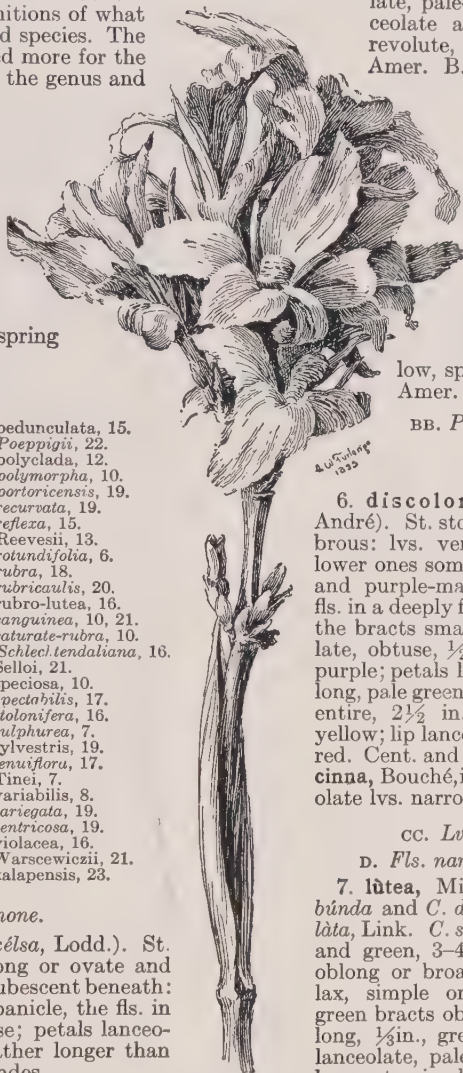 nitions of what
d species. The
d more for the
the genus and
spring
pedunculata, 15.
Poeppigii, 22.
polyclada, 12.
polymorpha, 10.
portoricensis, 19.
recurvata, 19.
reflexa, 15.
Reevesii, 13.
rotundifolia, 6.
rubra, 18.
rubricaulis, 20.
rubro-lutea, 16.
sanguinea, 10, 21.
saturate-rubra, 10.
Schlechtendaliana, 16.
Selloi, 21.
speciosa, 10.
spectabilis, 17.
stolonifera, 16.
sulphurea, 7.
sylvestris, 19.
tenuiflora, 17.
Tinei, 7.
variabilis, 8.
variegata, 19.
ventricosa, 19.
violacea, 16.
Warscewiczii, 21.
xalapensis, 23.
none.
célsa, Lodd.). St.
ong or ovate and
ubescent beneath:
panicle, the fls. in
se; petals lanceo-
ther longer than
odes
late, pale-
ceolate a
revolute,
Amer. B.
low, sp
Amer.
BB. P
1895
6. discolor
André). St. sto
brous: lvs. ver
lower ones som
and purple-ma
fls. in a deeply f
the bracts sma
late, obtuse, ½
purple; petals l
long, pale green
entire, 2½ in.
yellow; lip lance
red. Cent. and
cinna, Bouché, i
olate lvs. narro
CC. Lv
D. Fls. nar
7. lùtea, Mi
búnda and C. d
làta, Link. C. s
and green, 3–4
oblong or broa
lax, simple or
green bracts ob
long, ⅓in., gre
lanceolate, pale